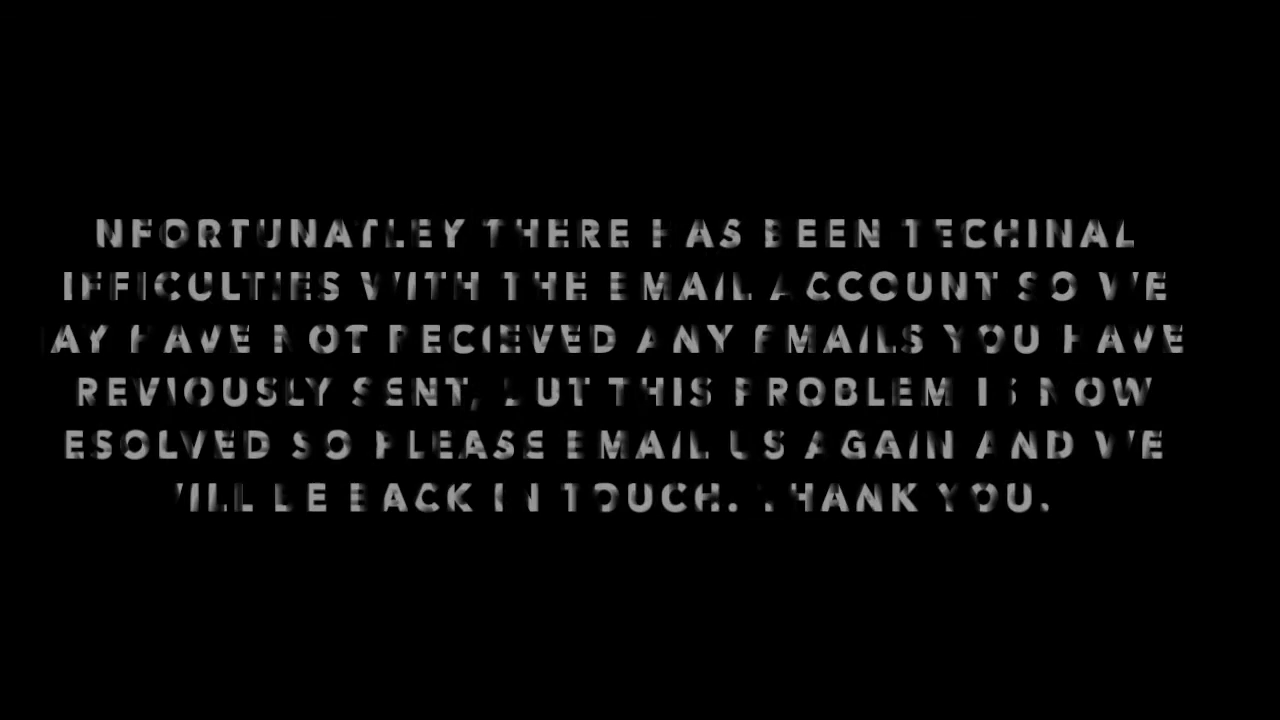 NFORTUNATLEY THERE HAS BEEN TECHINAL
IFFICULTIES WITH THE EMAIL ACCOUNT SO WE
AY HAVE NOT RECIEVED ANY EMAILS YOU HAVE
REVIOUSLY SENT, BUT THIS PROBLEM IS NOW
ESOLVED SO PLEASE EMAIL US AGAIN AND WE
WILL BE BACK IN TOUCH. THANK YOU.